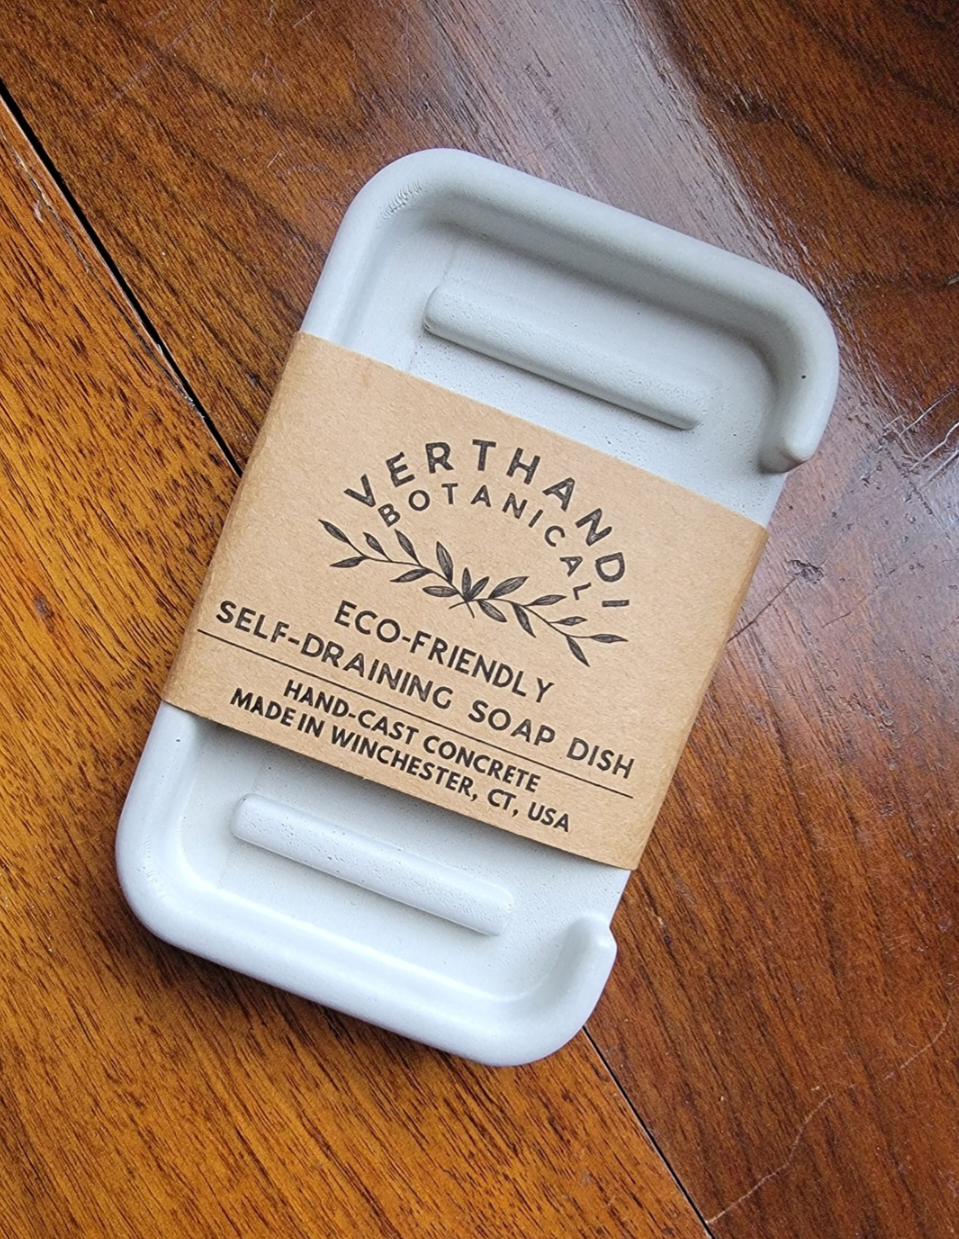 VERTHANDI
BOTANICAL
ECO-FRIENDLY
SELF-DRAINING SOAP DISH
HAND-CAST CONCRETE
MADE IN WINCHESTER, CT, USA